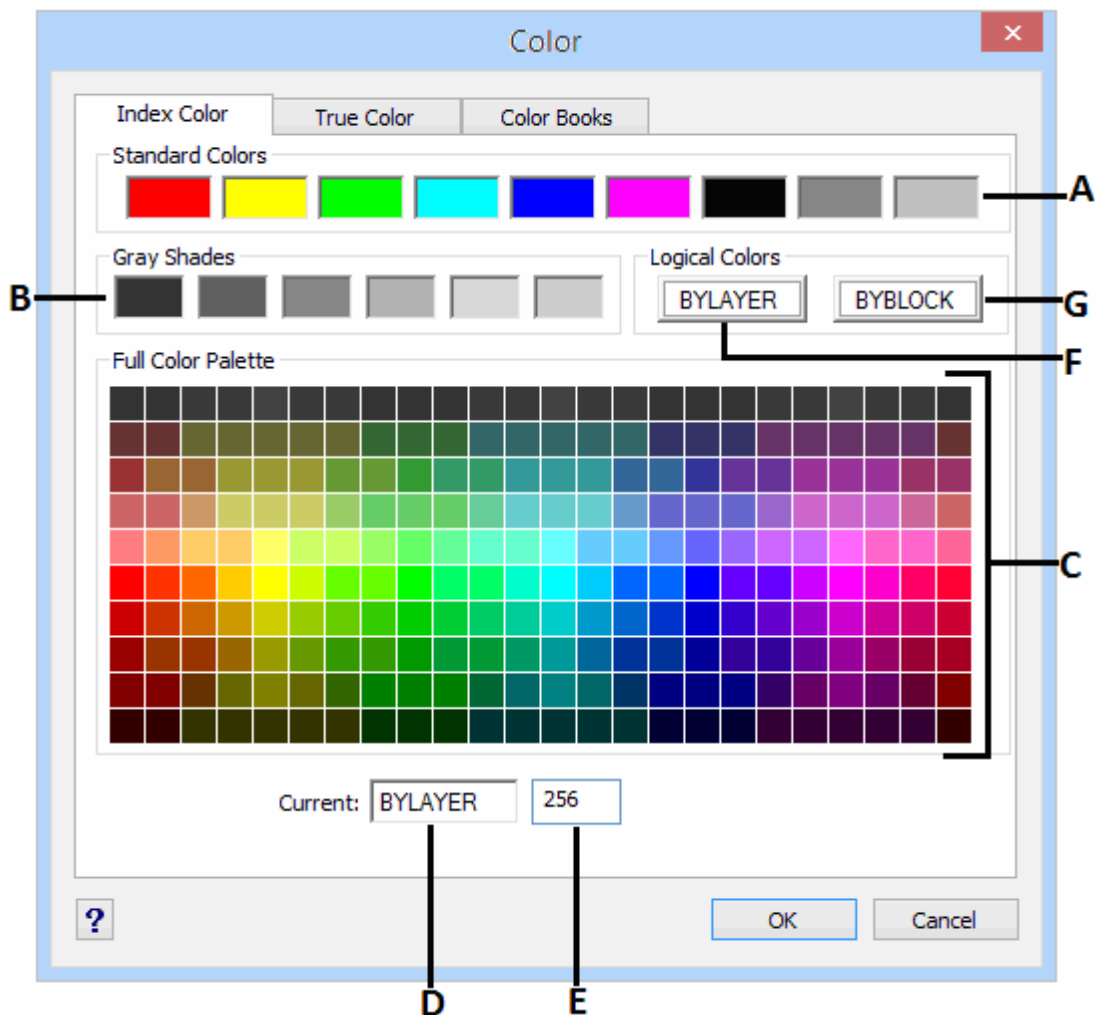 Color
×
Index Color
True Color
Color Books
Standard Colors
A
Gray Shades
Logical Colors
B
BYLAYER
BYBLOCK
G
F
Full Color Palette
C
Current: BYLAYER 256
?
OK
Cancel
D
E